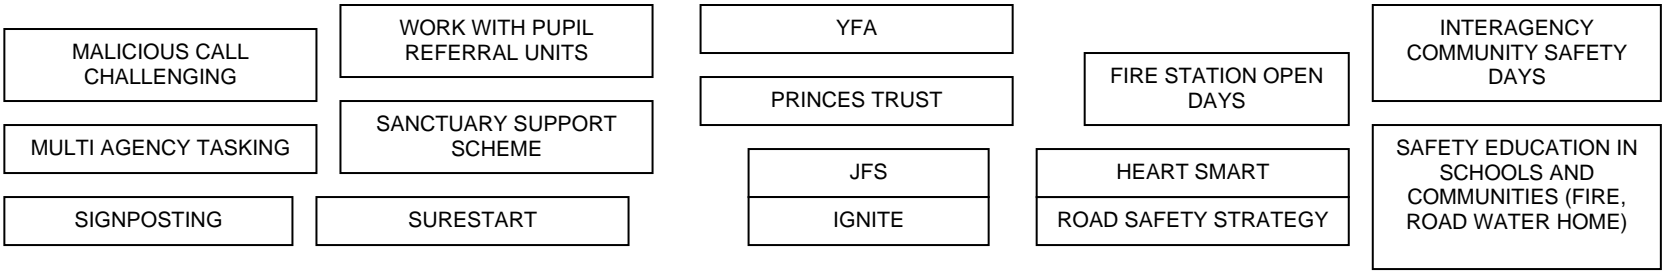 MALICIOUS CALL
CHALLENGING
MULTI AGENCY TASKING
SIGNPOSTING
WORK WITH PUPIL
REFERRAL UNITS
SANCTUARY SUPPORT
SCHEME
SURESTART
YFA
PRINCES TRUST
JFS
IGNITE
FIRE STATION OPEN
DAYS
HEART SMART
ROAD SAFETY STRATEGY
INTERAGENCY
COMMUNITY SAFETY
DAYS
SAFETY EDUCATION IN
SCHOOLS AND
COMMUNITIES (FIRE,
ROAD WATER HOME)